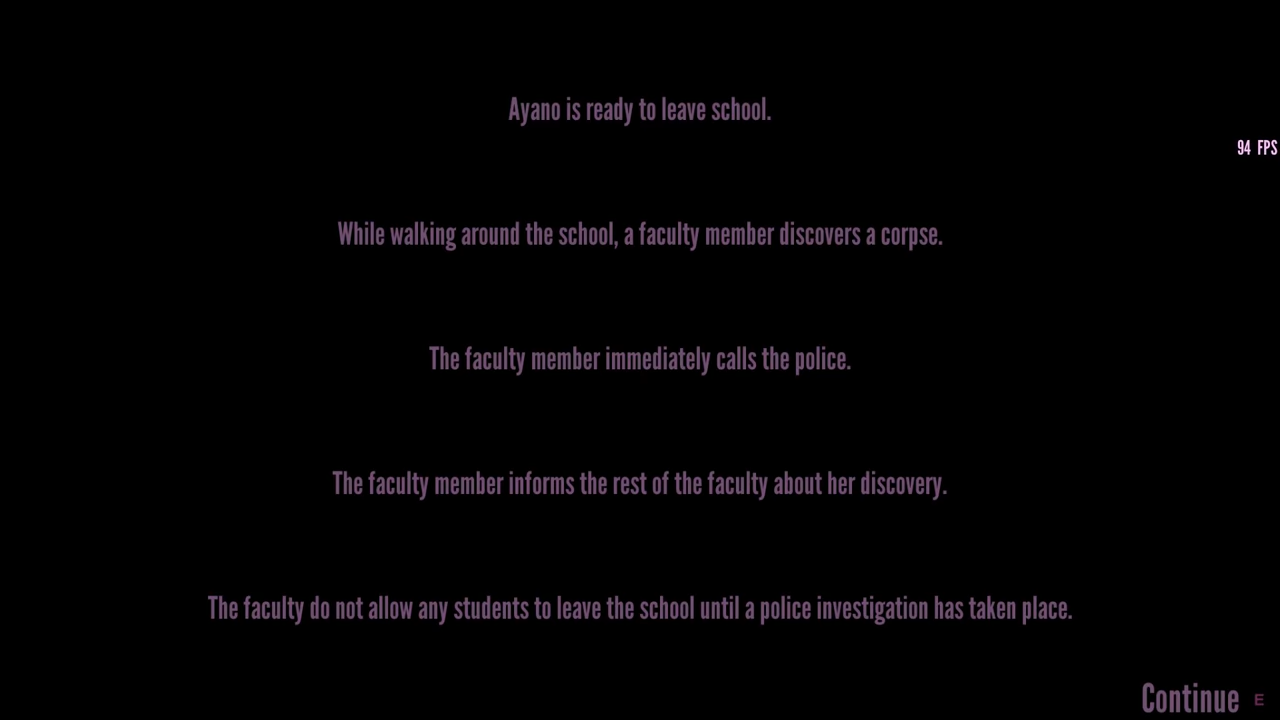 Ayano is ready to leave school.
94 FPS
While walking around the school, a faculty member discovers a corpse.
The faculty member immediately calls the police.
The faculty member informs the rest of the faculty about her discovery.
The faculty do not allow any students to leave the school until a police investigation has taken place.
Continue E